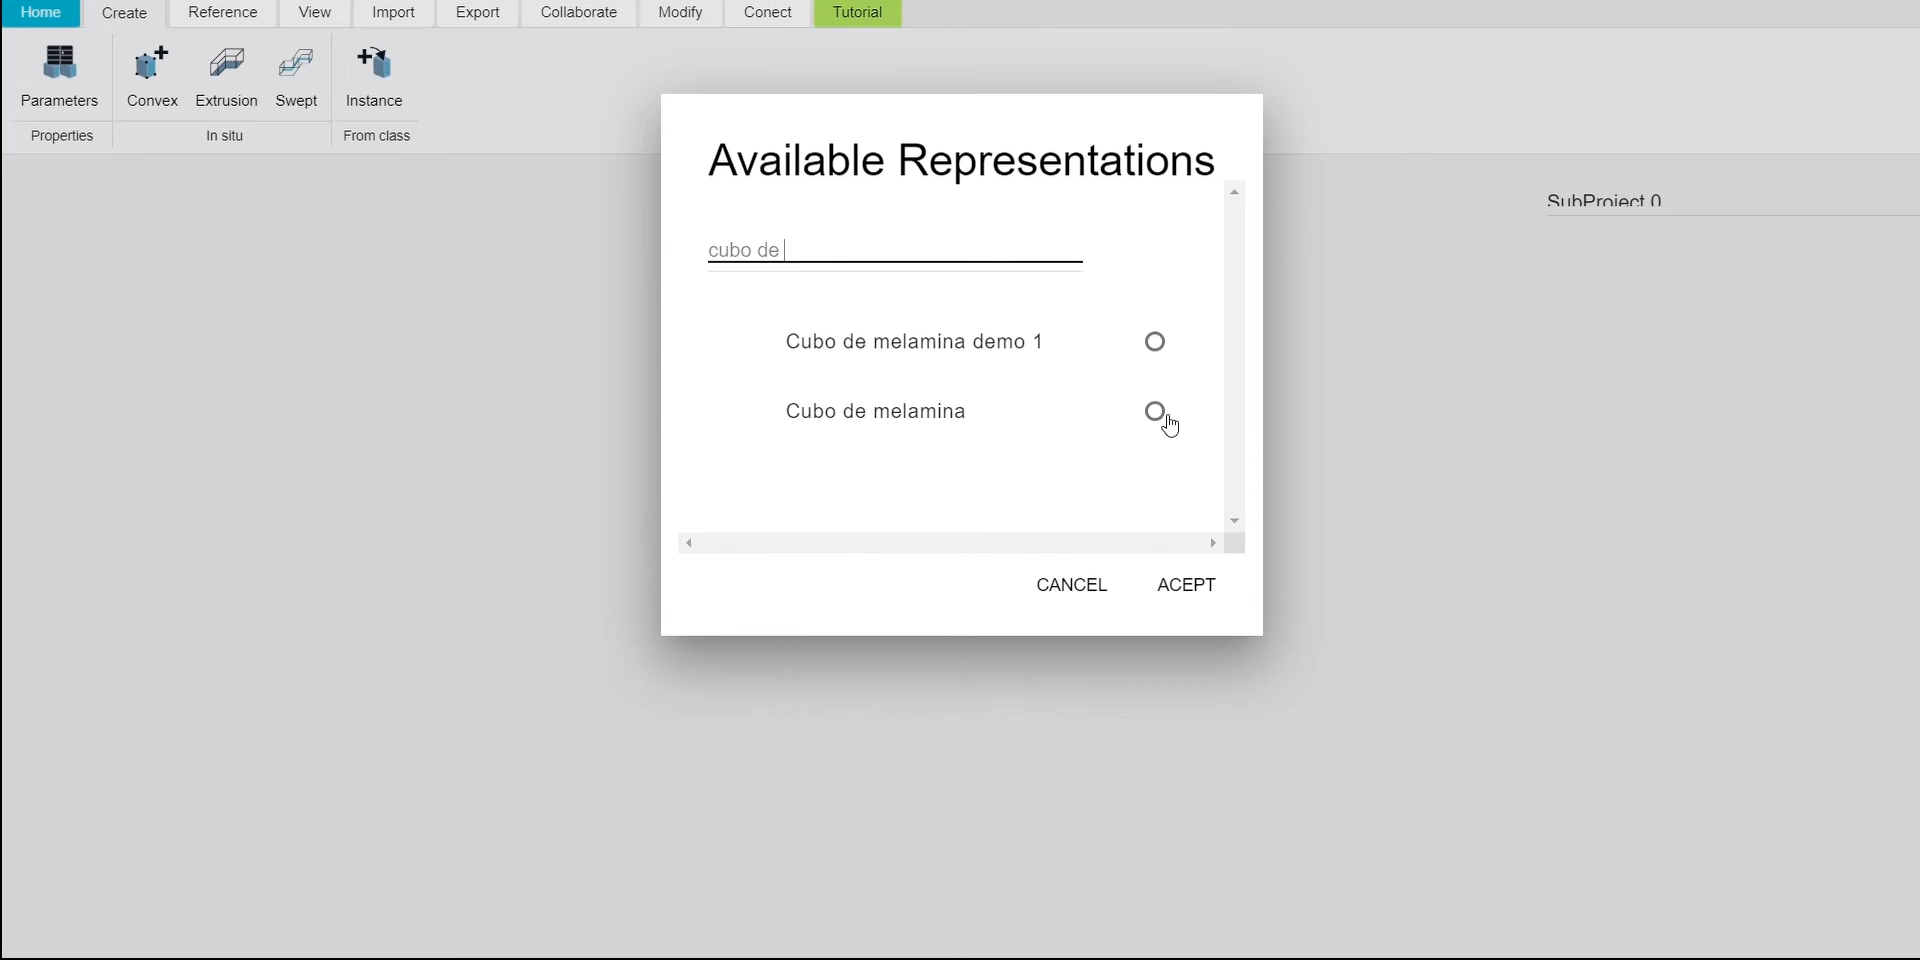 Home Create Reference View Import Export Collaborate Modify Conect Tutorial
Parameters Convex Extrusion Swept Instance
Properties In situ From class
Available Representations
SubProject 0
cubo de
Cubo de melamina demo 1
Cubo de melamina
CANCEL ACEPT